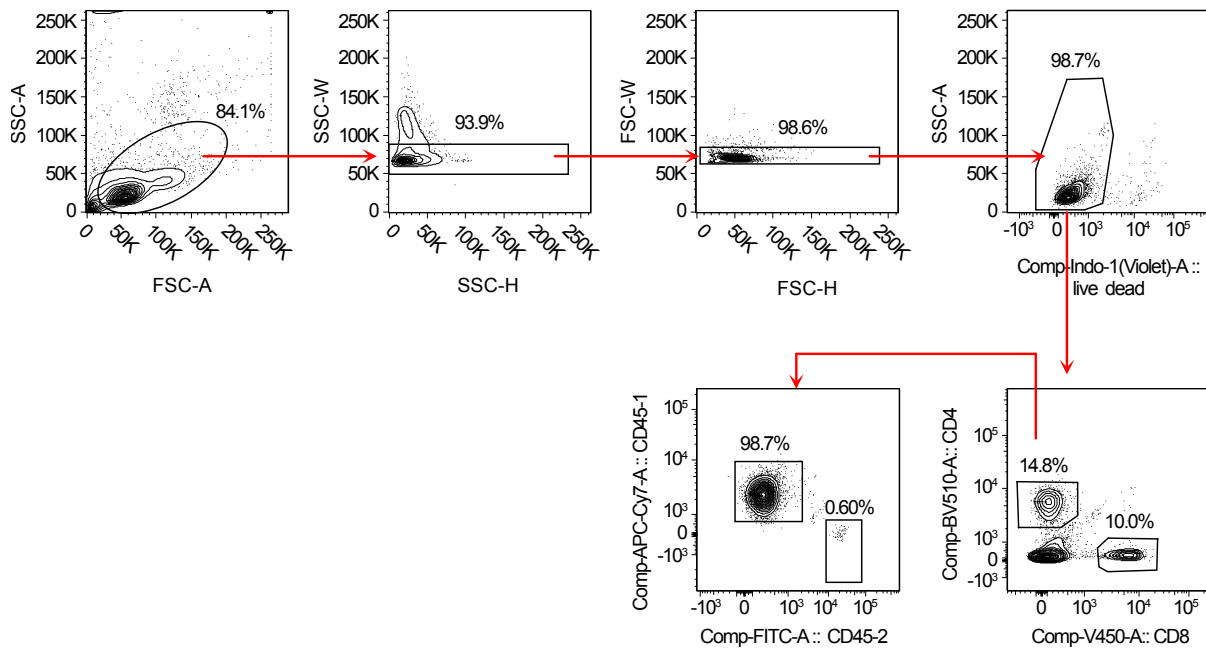 250K
200K
150K
100K
50K
0
SSC-A
84.1%
0
50K
100K
150K
200K
250K
FSC-A
250K
200K
150K
100K
50K
0
SSC-W
93.9%
0
50K
100K
150K
200K
250K
SSC-H
250K
200K
150K
100K
50K
0
FSC-W
98.6%
0
50K
100K
150K
200K
250K
FSC-H
250K
200K
150K
100K
50K
0
SSC-A
98.7%
-10³ 0 10³ 10⁴ 10⁵
Comp-Indo-1(Violet)-A ::
live dead
10⁵
10⁴
10³
0
-10³
Comp-APC-Cy7-A:: CD45-1
98.7%
0.60%
-10³ 0 10³ 10⁴ 10⁵
Comp-FITC-A:: CD45-2
10⁵
10⁴
10³
0
-10³
Comp-BV510-A:: CD4
14.8%
10.0%
0 10³ 10⁴ 10⁵
Comp-V450-A:: CD8